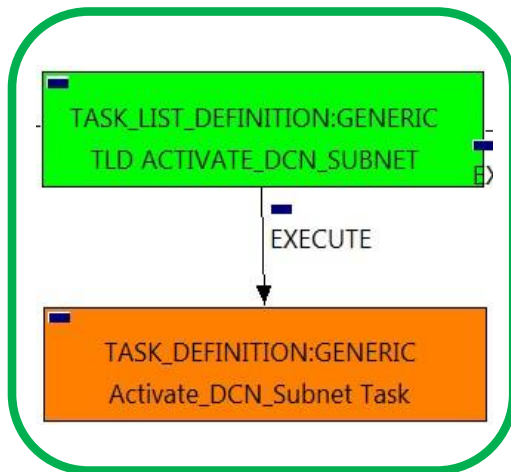 TASK_LIST_DEFINITION:GENERIC
TLD ACTIVATE_DCN_SUBNET
EXECUTE
TASK_DEFINITION:GENERIC
Activate_DCN_Subnet Task